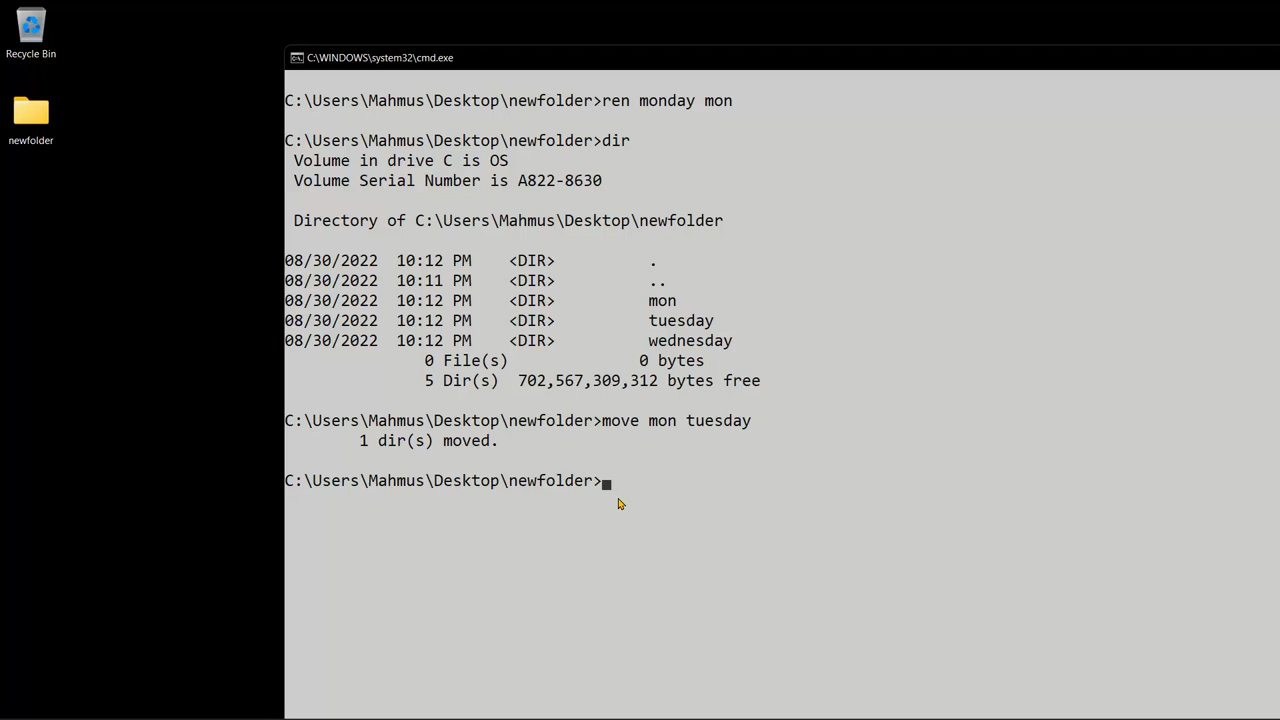 Recycle Bin
newfolder
C:\WINDOWS\system32\cmd.exe
C:\Users\Mahmus\Desktop\newfolder>ren monday mon
C:\Users\Mahmus\Desktop\newfolder>dir
Volume in drive C is OS
Volume Serial Number is A822-8630
Directory of C:\Users\Mahmus\Desktop\newfolder
08/30/2022  10:12 PM    <DIR>          .
08/30/2022  10:11 PM    <DIR>          ..
08/30/2022  10:12 PM    <DIR>          mon
08/30/2022  10:12 PM    <DIR>          tuesday
08/30/2022  10:12 PM    <DIR>          wednesday
0 File(s)              0 bytes
5 Dir(s)  702,567,309,312 bytes free
C:\Users\Mahmus\Desktop\newfolder>move mon tuesday
1 dir(s) moved.
C:\Users\Mahmus\Desktop\newfolder>